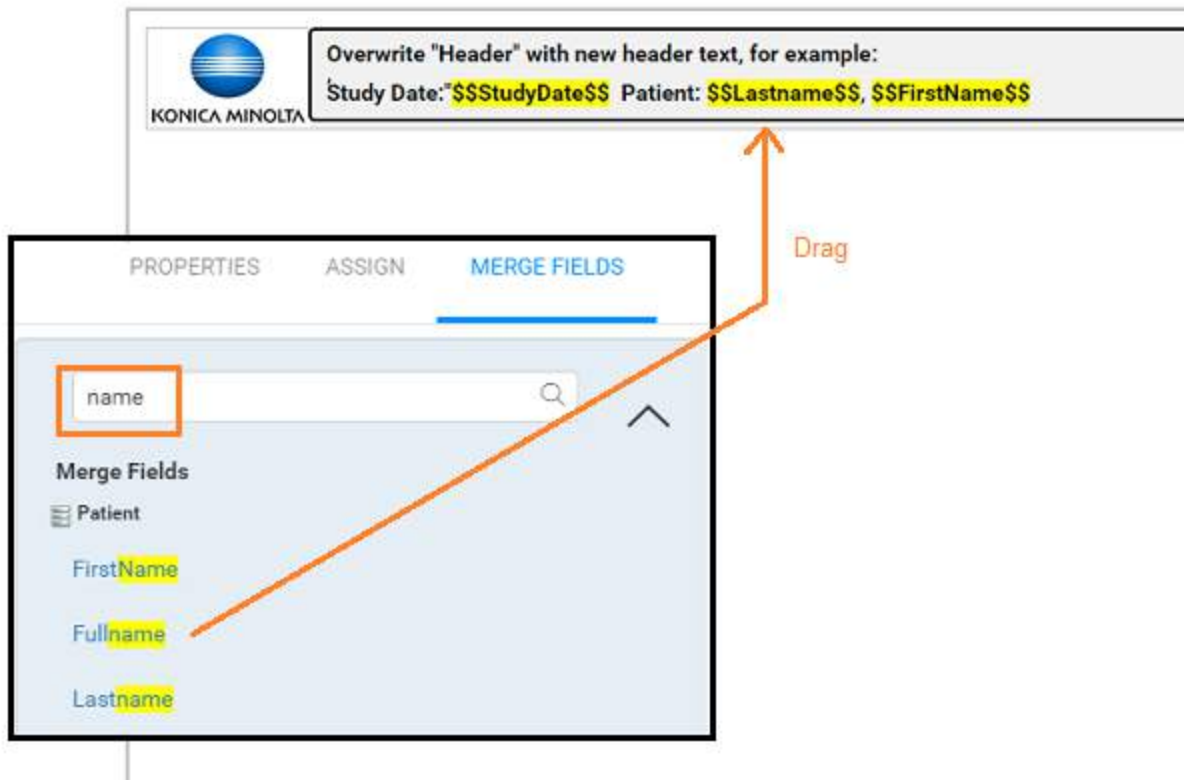 Overwrite "Header" with new header text, for example:
Study Date:"$$StudyDate$$ Patient: $$Lastname$$, $$FirstName$$
KONICA MINOLTA
Drag
PROPERTIES ASSIGN MERGE FIELDS
name
Merge Fields
Patient
FirstName
Fullname
Lastname